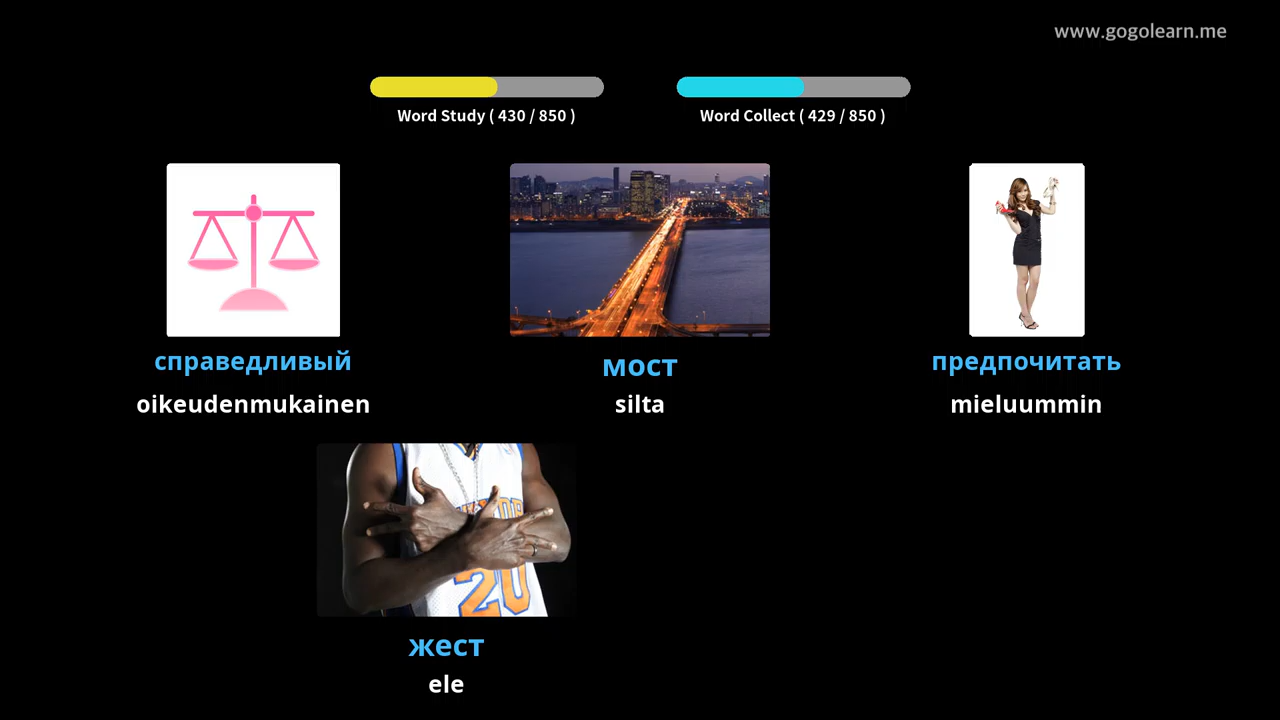 www.gogolearn.me
Word Study ( 430 / 850 )
Word Collect ( 429 / 850 )
справедливый
мост
предпочитать
oikeudenmukainen
silta
mieluummin
20
жест
ele